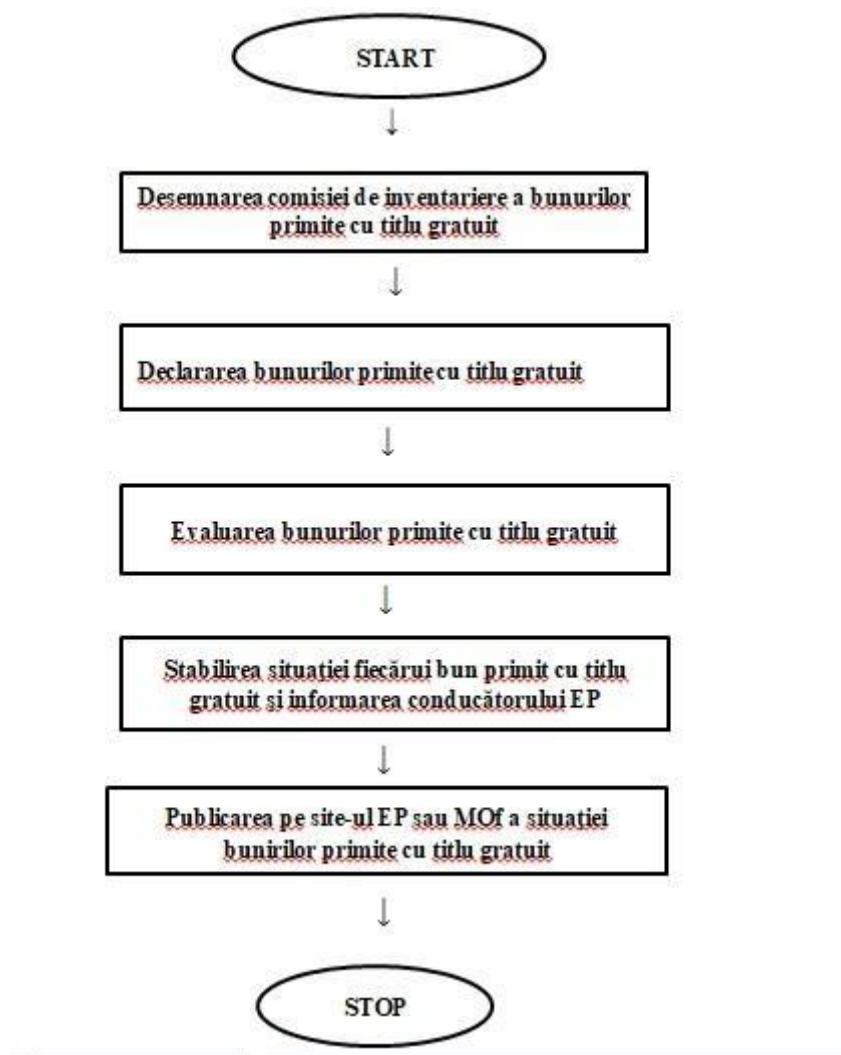 START
↓
Desemnarea comisiei de inventariere a bunurilor
primite cu titlu gratuit
↓
Declararea bunurilor primite cu titlu gratuit
↓
Evaluarea bunurilor primite cu titlu gratuit
↓
Stabilirea situației fiecărui bun primit cu titlu
gratuit si informarea conducătorului EP
↓
Publicarea pe site-ul EP sau MOf a situației
bunirilor primite cu titlu gratuit
↓
STOP